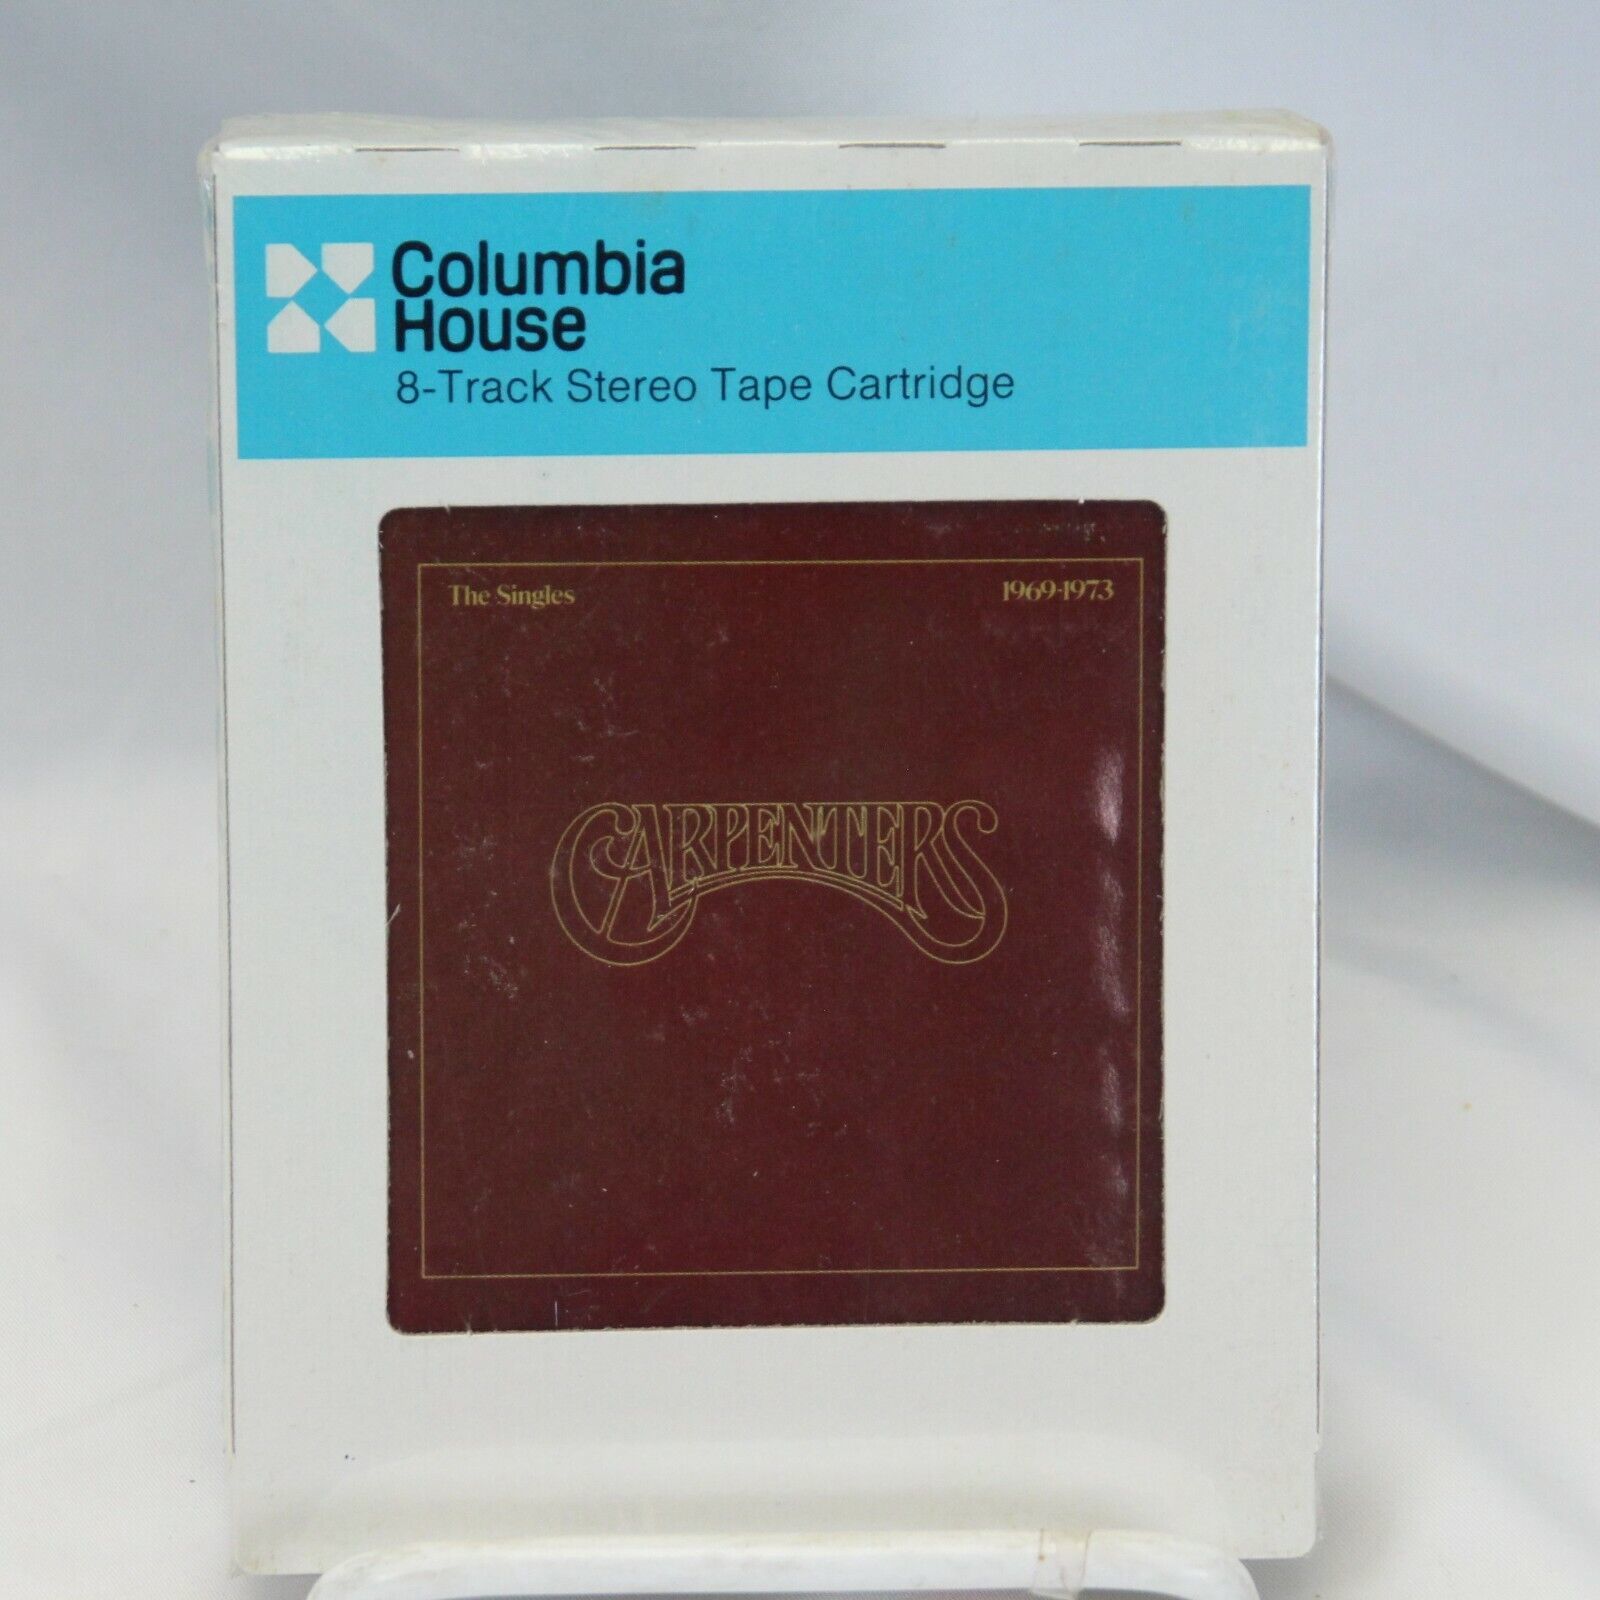 Columbia
House
8-Track Stereo Tape Cartridge
The Singles 1969-1973
CARPENTERS